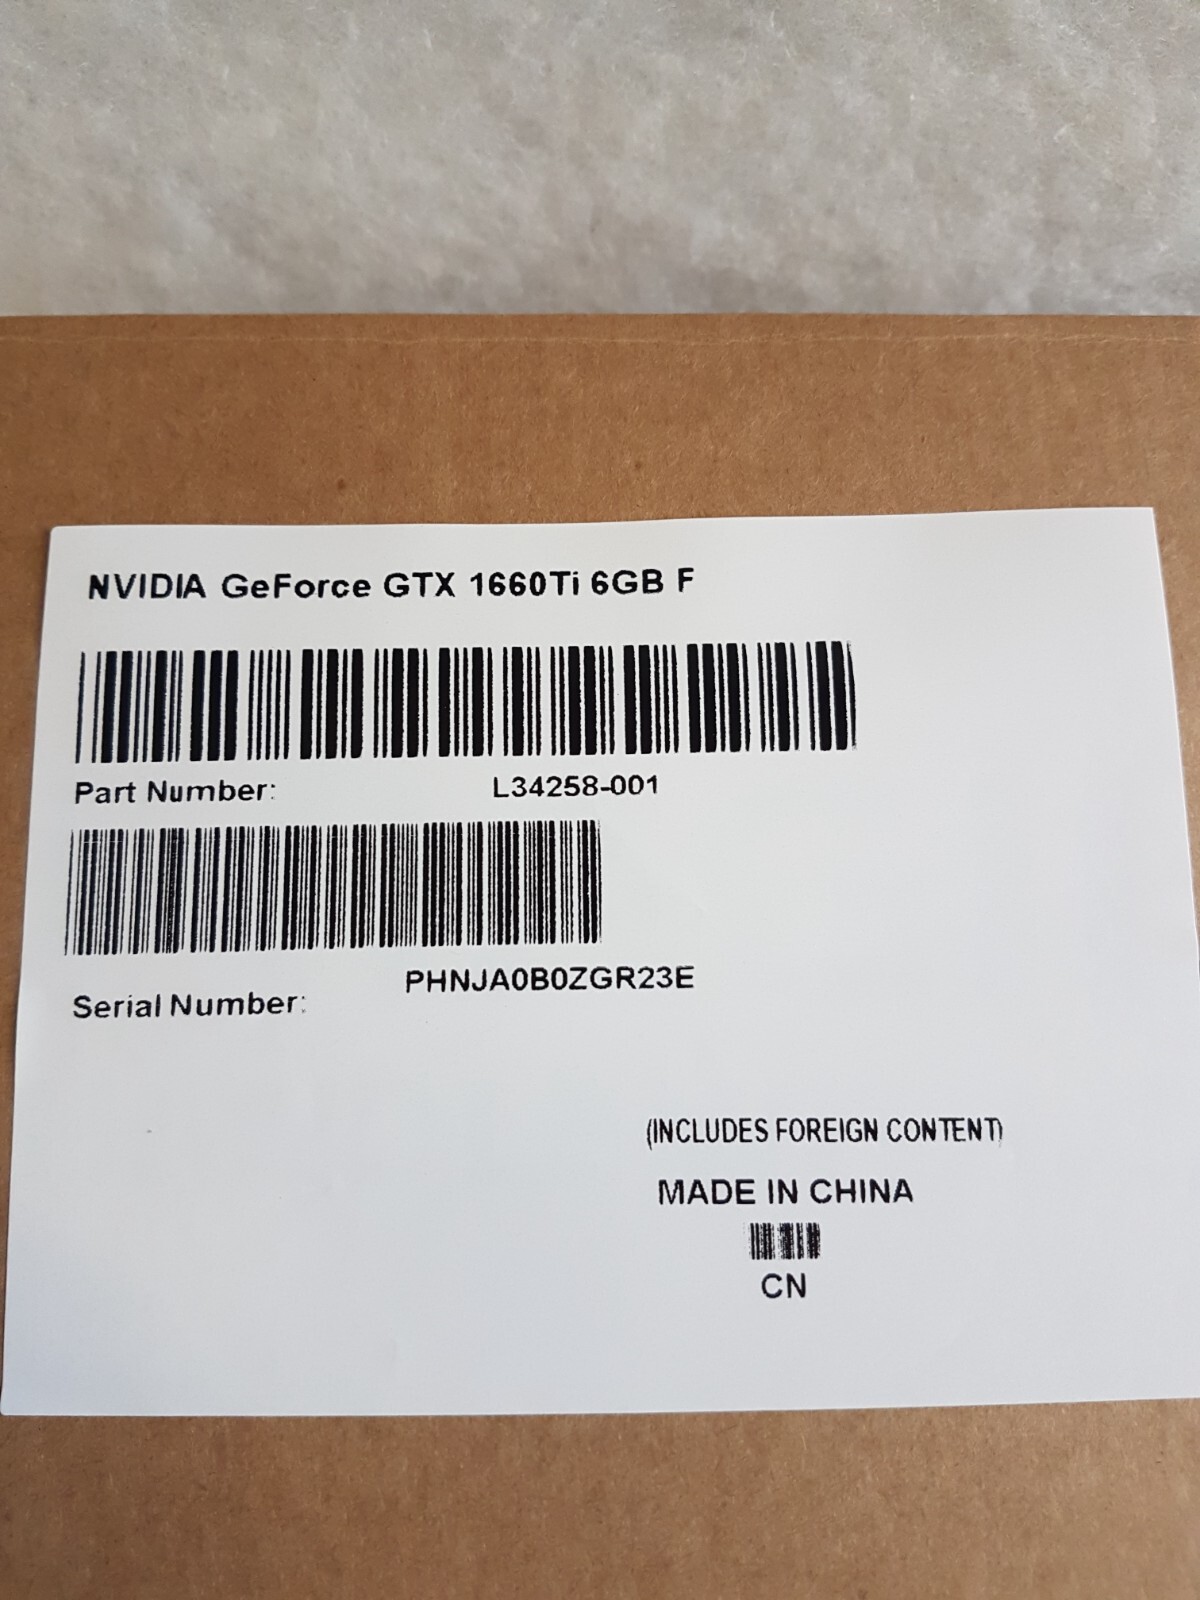 NVIDIA GeForce GTX 1660Ti 6GB F
Part Number: L34258-001
PHNJA0B0ZGR23E
Serial Number:
(INCLUDES FOREIGN CONTENT)
MADE IN CHINA
CN